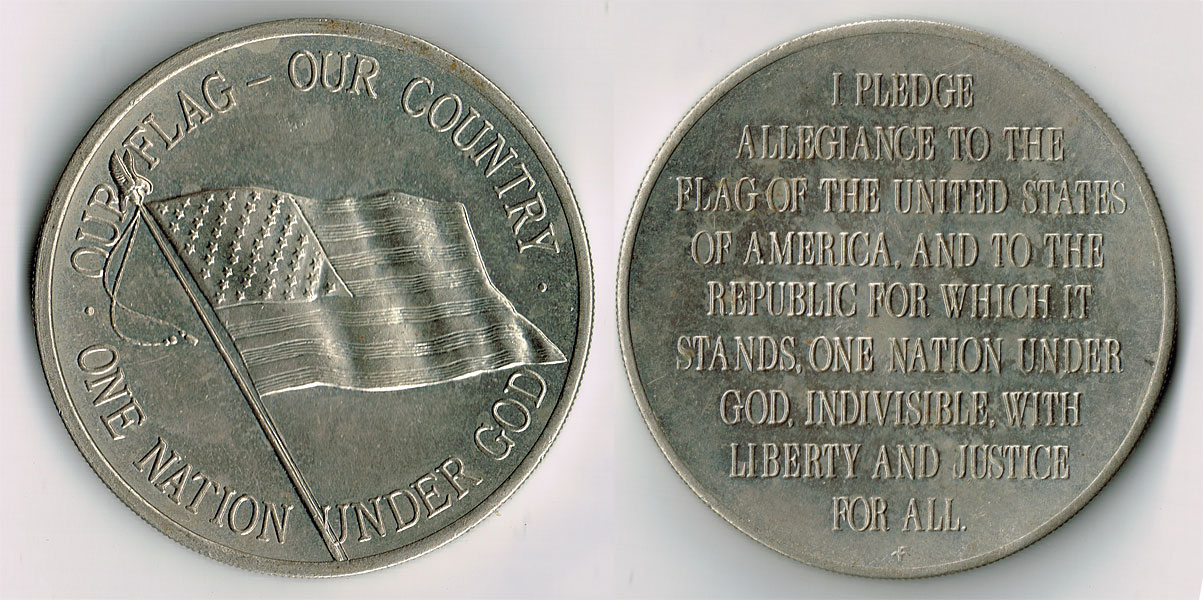 OUR FLAG – OUR COUNTRY
· ONE NATION UNDER GOD ·
I PLEDGE
ALLEGIANCE TO THE
FLAG OF THE UNITED STATES
OF AMERICA, AND TO THE
REPUBLIC FOR WHICH IT
STANDS, ONE NATION UNDER
GOD, INDIVISIBLE, WITH
LIBERTY AND JUSTICE
FOR ALL.